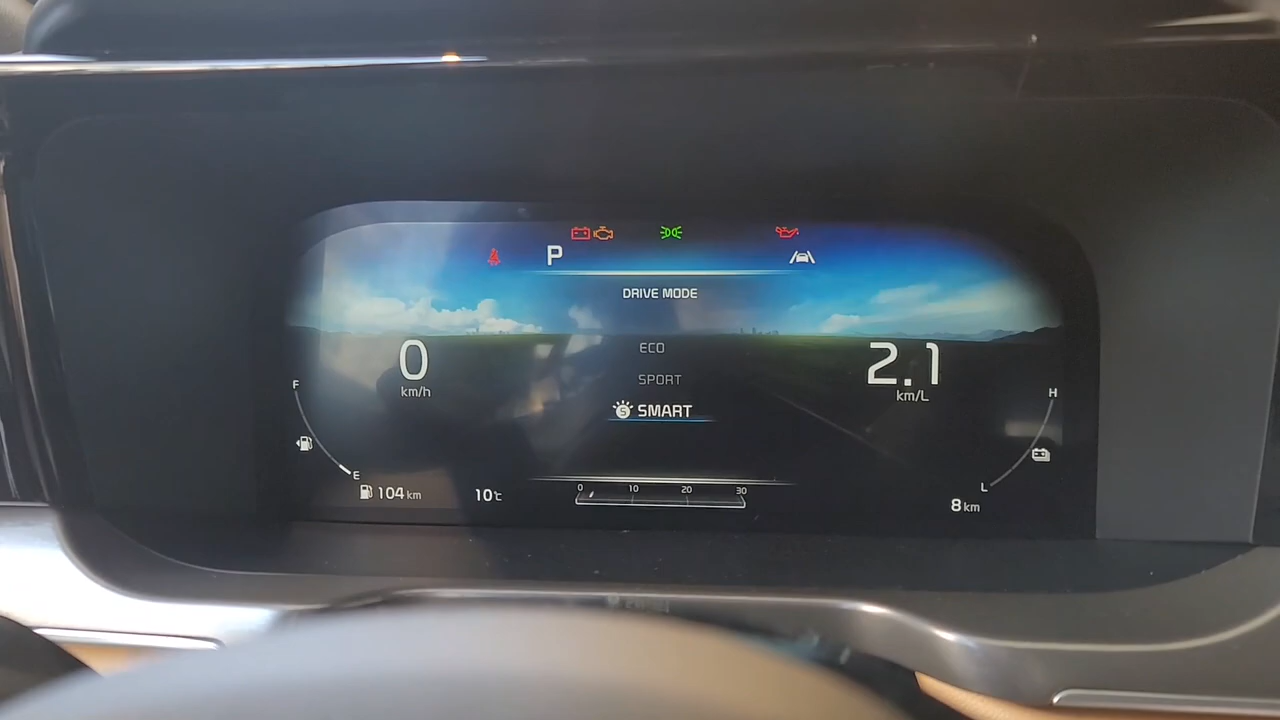 P
DRIVE MODE
ECO
SPORT
S SMART
0
km/h
2.1
km/L
F
E
104 km
10℃
0 10 20 30
H
L
8 km